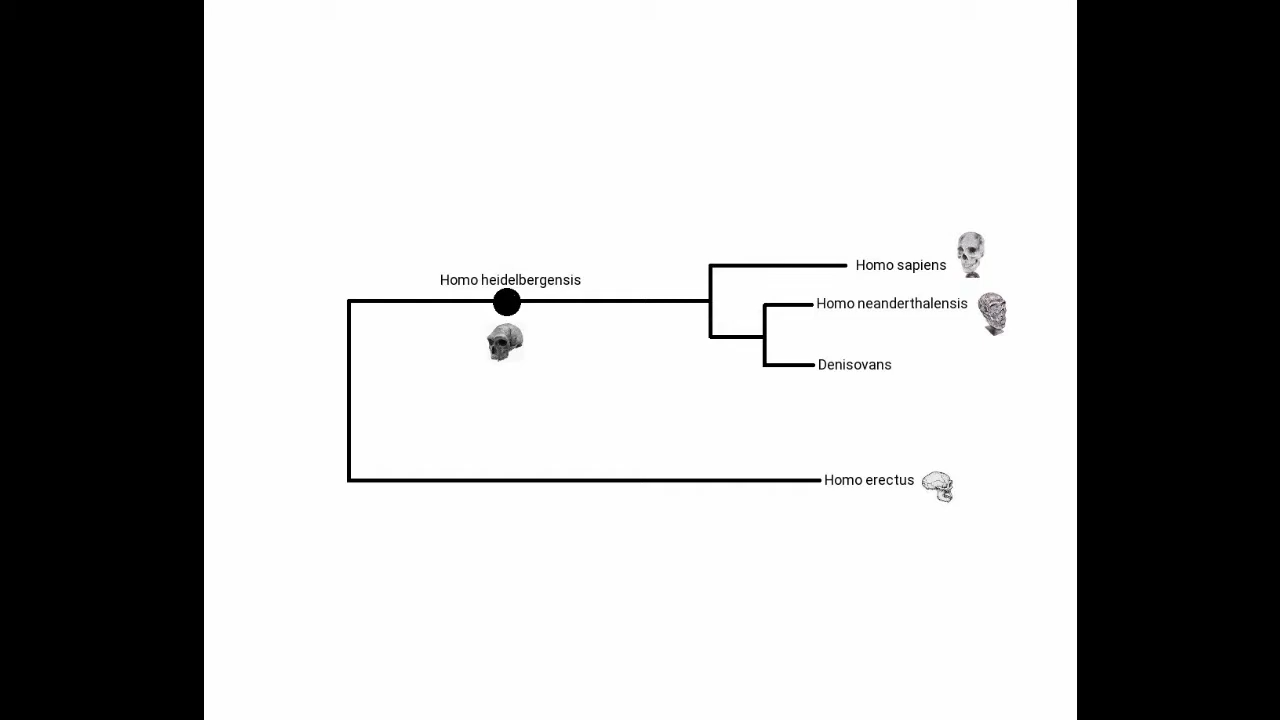 Homo sapiens
Homo heidelbergensis
Homo neanderthalensis
Denisovans
Homo erectus